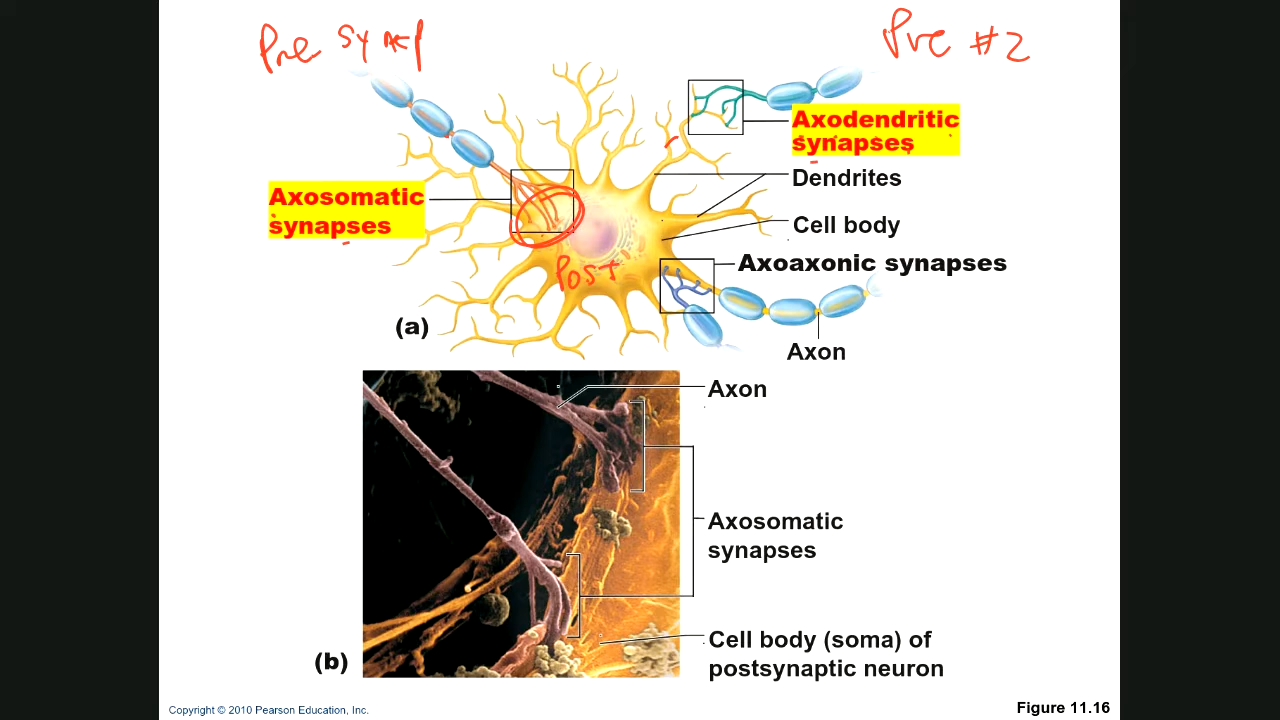 Pre Synap
Pre #2
Axodendritic
synapses
Dendrites
Axosomatic
synapses
Cell body
Axoaxonic synapses
Post
(a)
Axon
Axon
Axosomatic
synapses
Cell body (soma) of
postsynaptic neuron
(b)
Copyright © 2010 Pearson Education, Inc.
Figure 11.16